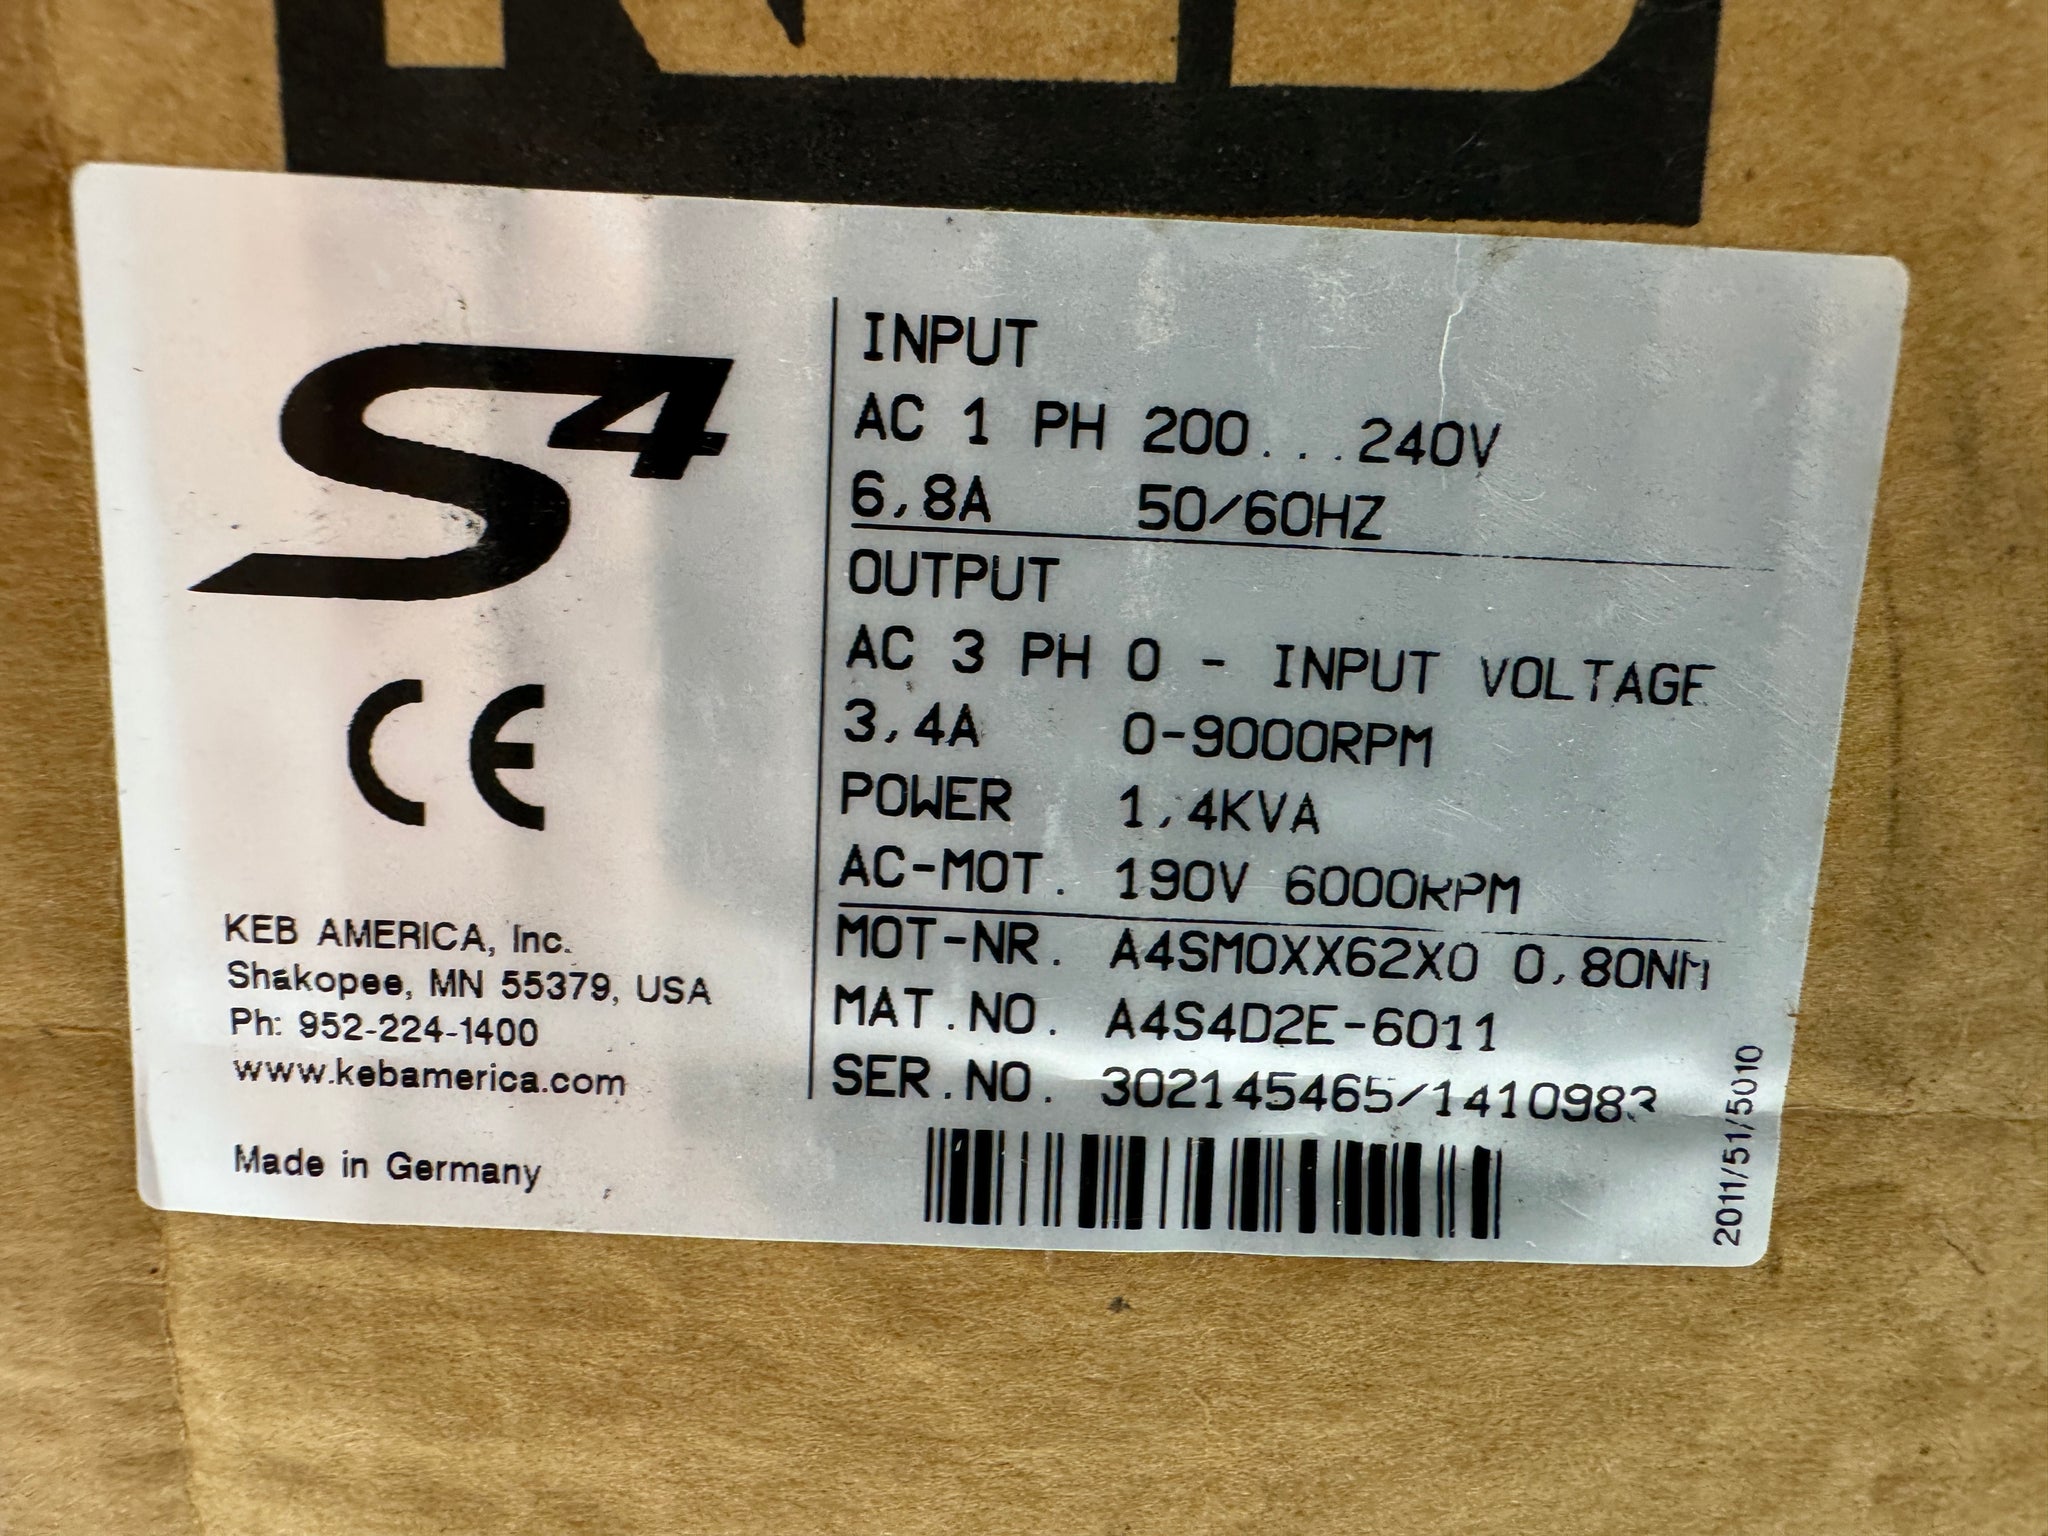 S4
CE
KEB AMERICA, Inc.
Shakopee, MN 55379, USA
Ph: 952-224-1400
www.kebamerica.com
Made in Germany
INPUT
AC 1 PH 200...240V
6,8A 50/60HZ
OUTPUT
AC 3 PH 0 - INPUT VOLTAGE
3,4A 0-9000RPM
POWER 1,4KVA
AC-MOT. 190V 6000RPM
MOT-NR. A4SM0XX62X0 0,80NM
MAT.NO. A4S4D2E-6011
SER.NO. 302145465/1410983
2011/51/5010